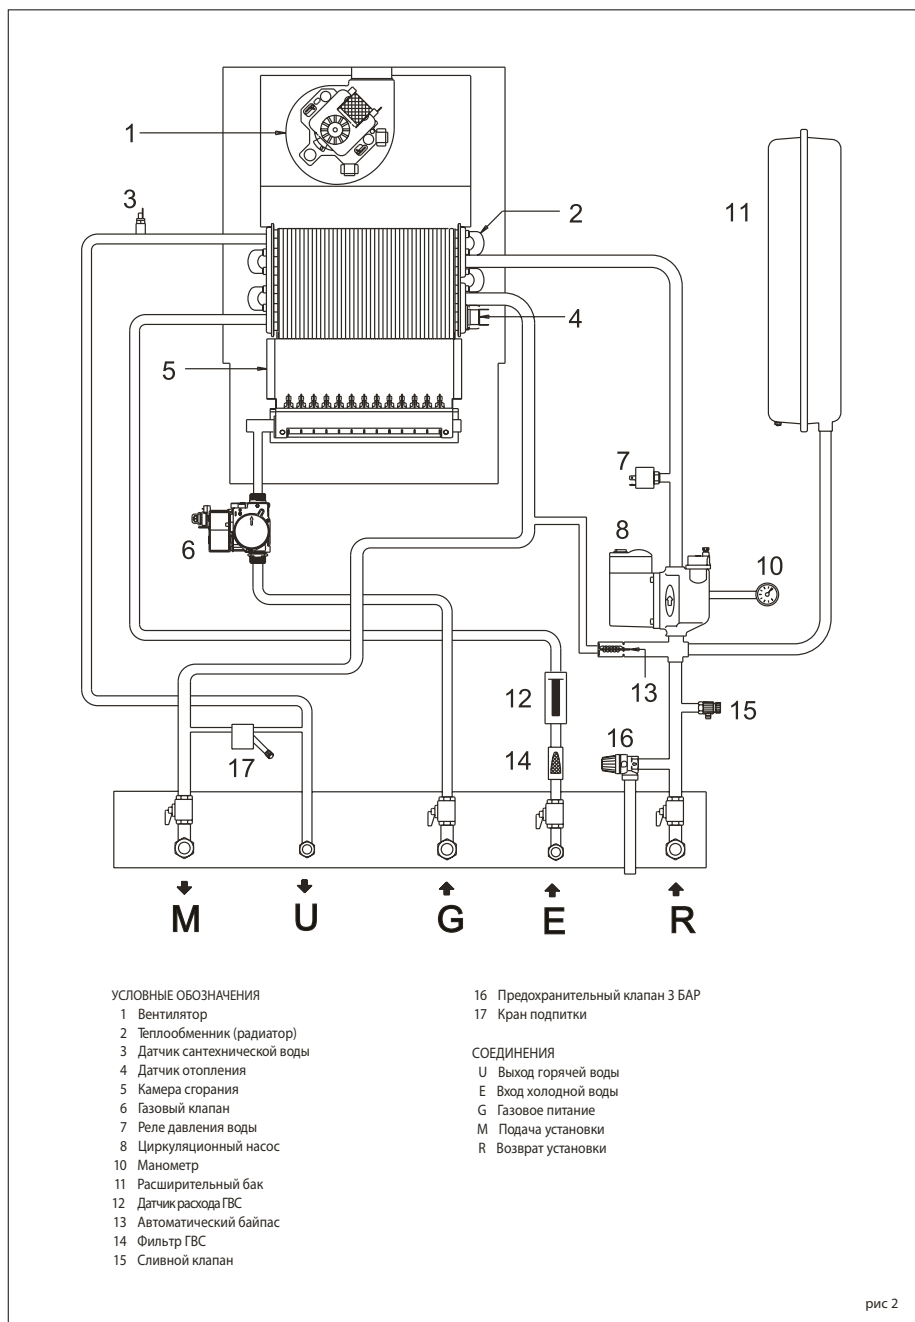 1
3
2
11
4
5
7
8
6
10
13
12
15
16
14
17
M U G E R
УСЛОВНЫЕ ОБОЗНАЧЕНИЯ
1 Вентилятор
2 Теплообменник (радиатор)
3 Датчик сантехнической воды
4 Датчик отопления
5 Камера сгорания
6 Газовый клапан
7 Реле давления воды
8 Циркуляционный насос
10 Манометр
11 Расширительный бак
12 Датчик расхода ГВС
13 Автоматический байпас
14 Фильтр ГВС
15 Сливной клапан
16 Предохранительный клапан 3 БАР
17 Кран подпитки
СОЕДИНЕНИЯ
U Выход горячей воды
E Вход холодной воды
G Газовое питание
M Подача установки
R Возврат установки
рис 2